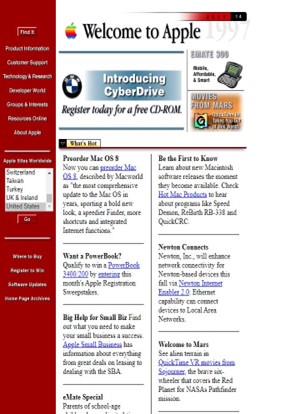 Find It
Product Information
Customer Support
Technology & Research
Developer World
Groups & Interests
Resources Online
About Apple
Apple Sites Worldwide
Switzerland
Taiwan
Turkey
UK & Ireland
United States
Go
Where to Buy
Register to Win
Software Updates
Home Page Archives
14
Welcome to Apple 1997
BMW
Introducing
CyberDrive
Register today for a free CD-ROM.
EMATE 300
Mobile,
Affordable,
& Smart
MOVIES
FROM MARS
What's Hot
Preorder Mac OS 8
Now you can preorder Mac
OS 8, described by Macworld
as "the most comprehensive
update to the Mac OS in
years, sporting a bold new
look, a speedier Finder, more
shortcuts and integrated
Internet functions."
Want a PowerBook?
Qualify to win a PowerBook
3400/200 by entering this
month's Apple Registration
Sweepstakes.
Big Help for Small Biz Find
out what you need to make
your small business a success.
Apple Small Business has
information about everything
from great deals on leasing to
dealing with the SBA.
eMate Special
Parents of school-age
Be the First to Know
Learn about new Macintosh
software releases the moment
they become available. Check
Hot Mac Products to hear
about programs like Speed
Demon, ReBirth RB-338 and
QuickCRC.
Newton Connects
Newton, Inc., will enhance
network connectivity for
Newton-based devices this
fall via Newton Internet
Enabler 2.0. Ethernet
capability can connect
devices to Local Area
Networks.
Welcome to Mars
See alien terrain in
QuickTime VR movies from
Sojourner, the brave six-
wheeler that covers the Red
Planet for NASA's Pathfinder
mission.